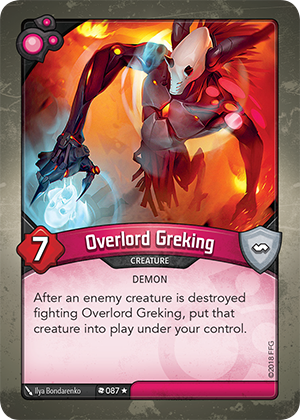 7
Overlord Greking
CREATURE
DEMON
After an enemy creature is destroyed
fighting Overlord Greking, put that
creature into play under your control.
Ilya Bondarenko
087 ★
©2018 FFG